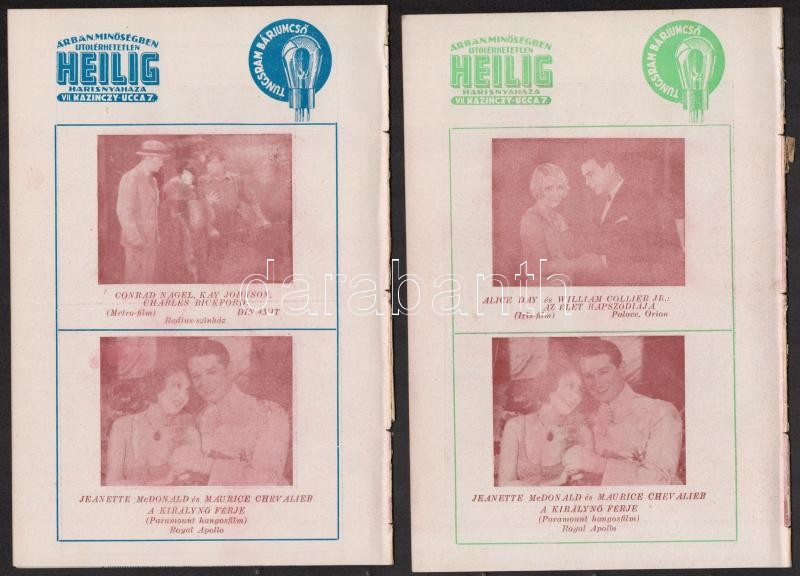 ÁRBAN MINŐSÉGBEN
UTOLÉRHETETLEN
HEILIG
HARISNYAHÁZA
VII. KAZINCZY-UCCA 7.
TUNGSRAM BÁRIUMCSŐ
CONRAD NAGEL, KAY JOHNSON,
CHARLES BICKFORD:
(Metro-film) DINAMIT
Radius-szinház
JEANETTE McDONALD és MAURICE CHEVALIER
A KIRÁLYNŐ FÉRJE
(Paramount hangosfilm)
Royal Apollo
ÁRBAN MINŐSÉGBEN
UTOLÉRHETETLEN
HEILIG
HARISNYAHÁZA
VII. KAZINCZY-UCCA 7.
TUNGSRAM BÁRIUMCSŐ
ALICE DAY és WILLIAM COLLIER JR.:
AZ ÉLET RAPSZÓDIÁJA
(Iris-film) Palace, Orion
JEANETTE McDONALD és MAURICE CHEVALIER
A KIRÁLYNŐ FÉRJE
(Paramount hangosfilm)
Royal Apollo
darabanth